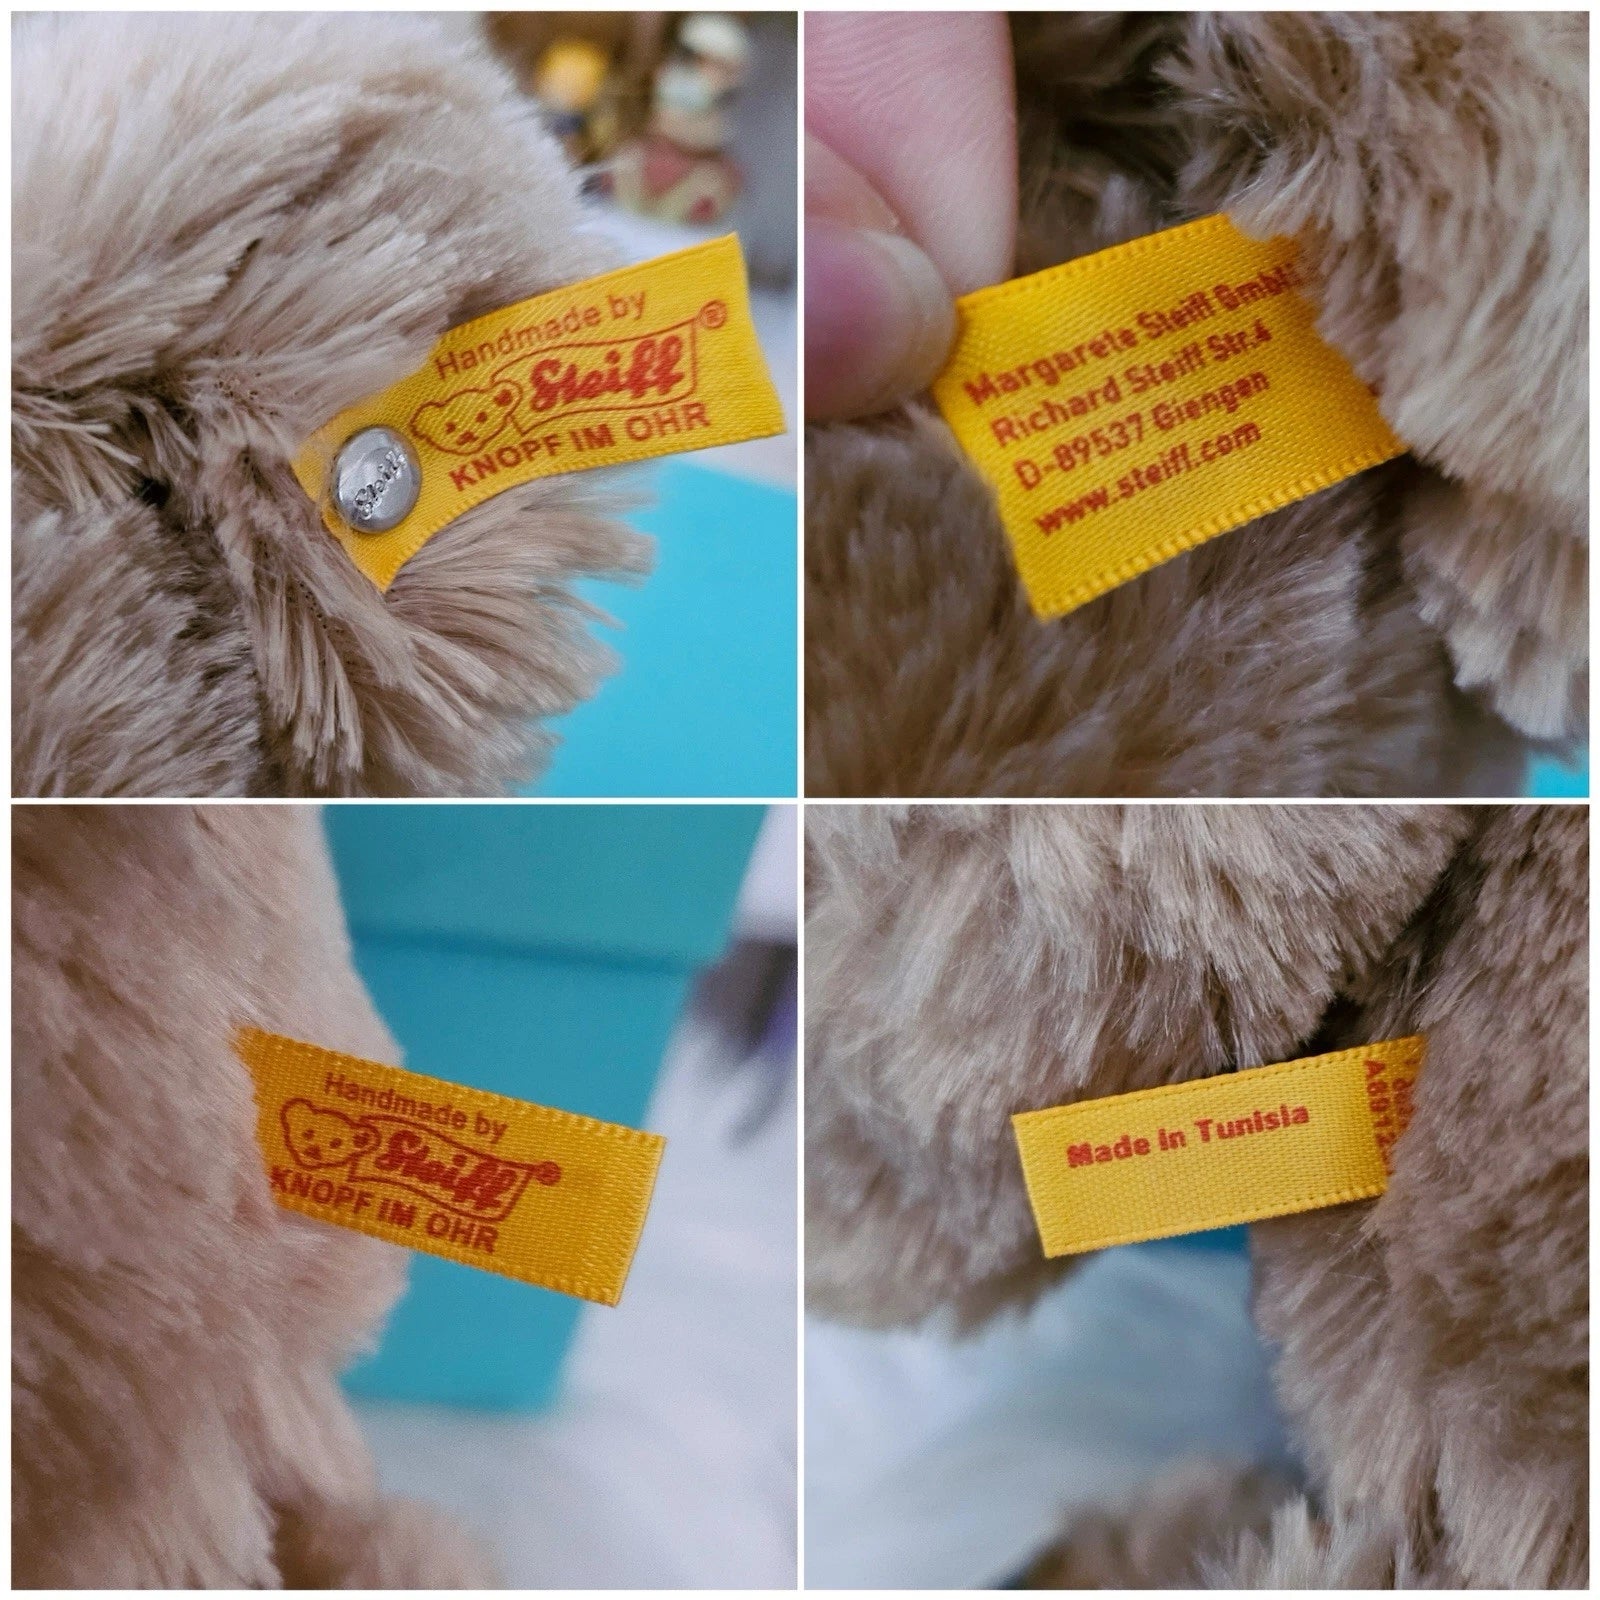 Handmade by
Steiff®
KNOPF IM OHR
Steiff
Margarete Steiff GmbH
Richard Steiff Str.4
D-89537 Giengen
www.steiff.com
Handmade by
Steiff®
KNOPF IM OHR
Made in Tunisia